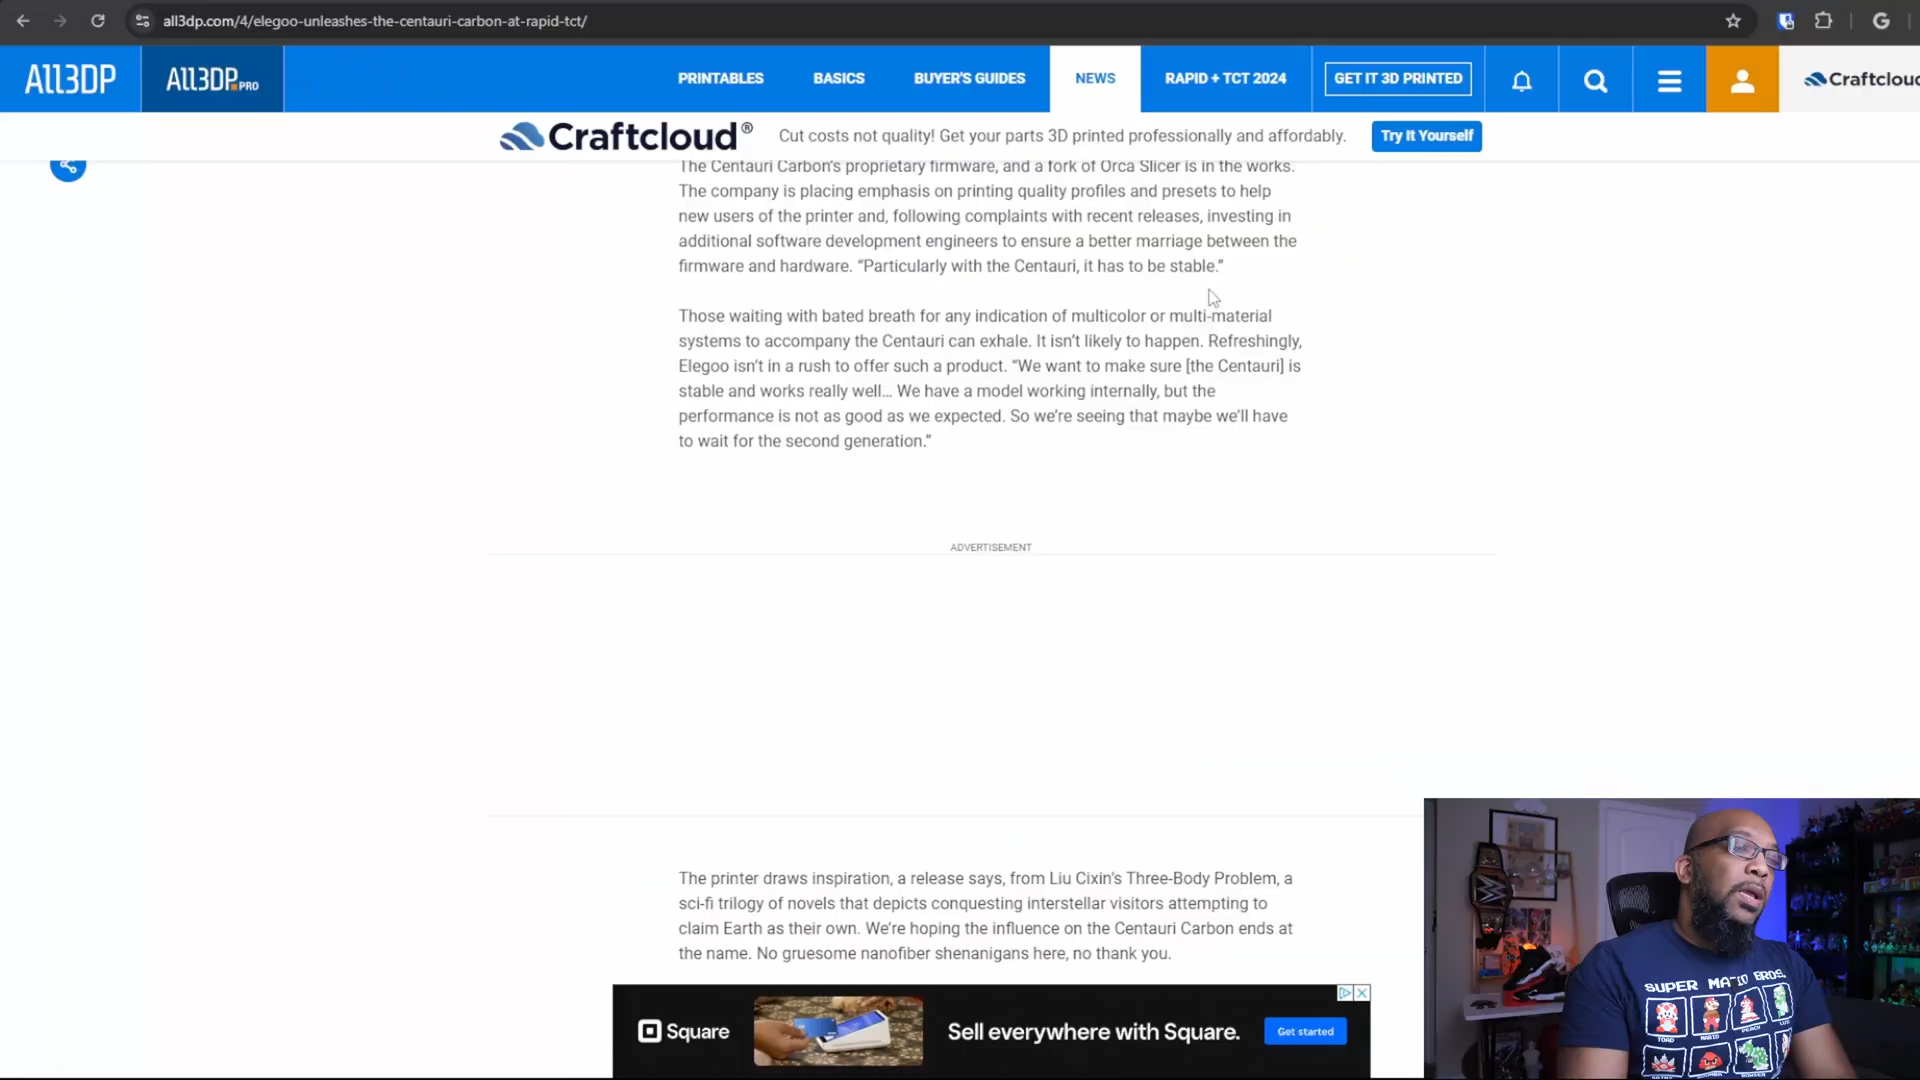 all3dp.com/4/elegoo-unleashes-the-centauri-carbon-at-rapid-tct/
G
ALL3DP
ALL3DP.PRO
PRINTABLES
BASICS
BUYER'S GUIDES
NEWS
RAPID + TCT 2024
GET IT 3D PRINTED
Craftcloud
Craftcloud®
Cut costs not quality! Get your parts 3D printed professionally and affordably.
Try It Yourself
The Centauri Carbon's proprietary firmware, and a fork of Orca Slicer is in the works.
The company is placing emphasis on printing quality profiles and presets to help
new users of the printer and, following complaints with recent releases, investing in
additional software development engineers to ensure a better marriage between the
firmware and hardware. “Particularly with the Centauri, it has to be stable.”
Those waiting with bated breath for any indication of multicolor or multi-material
systems to accompany the Centauri can exhale. It isn’t likely to happen. Refreshingly,
Elegoo isn’t in a rush to offer such a product. “We want to make sure [the Centauri] is
stable and works really well… We have a model working internally, but the
performance is not as good as we expected. So we’re seeing that maybe we’ll have
to wait for the second generation.”
ADVERTISEMENT
The printer draws inspiration, a release says, from Liu Cixin’s Three-Body Problem, a
sci-fi trilogy of novels that depicts conquesting interstellar visitors attempting to
claim Earth as their own. We’re hoping the influence on the Centauri Carbon ends at
the name. No gruesome nanofiber shenanigans here, no thank you.
Square
Sell everywhere with Square.
Get started
SUPER MARIO BROS.
TOAD
MARIO
PEACH